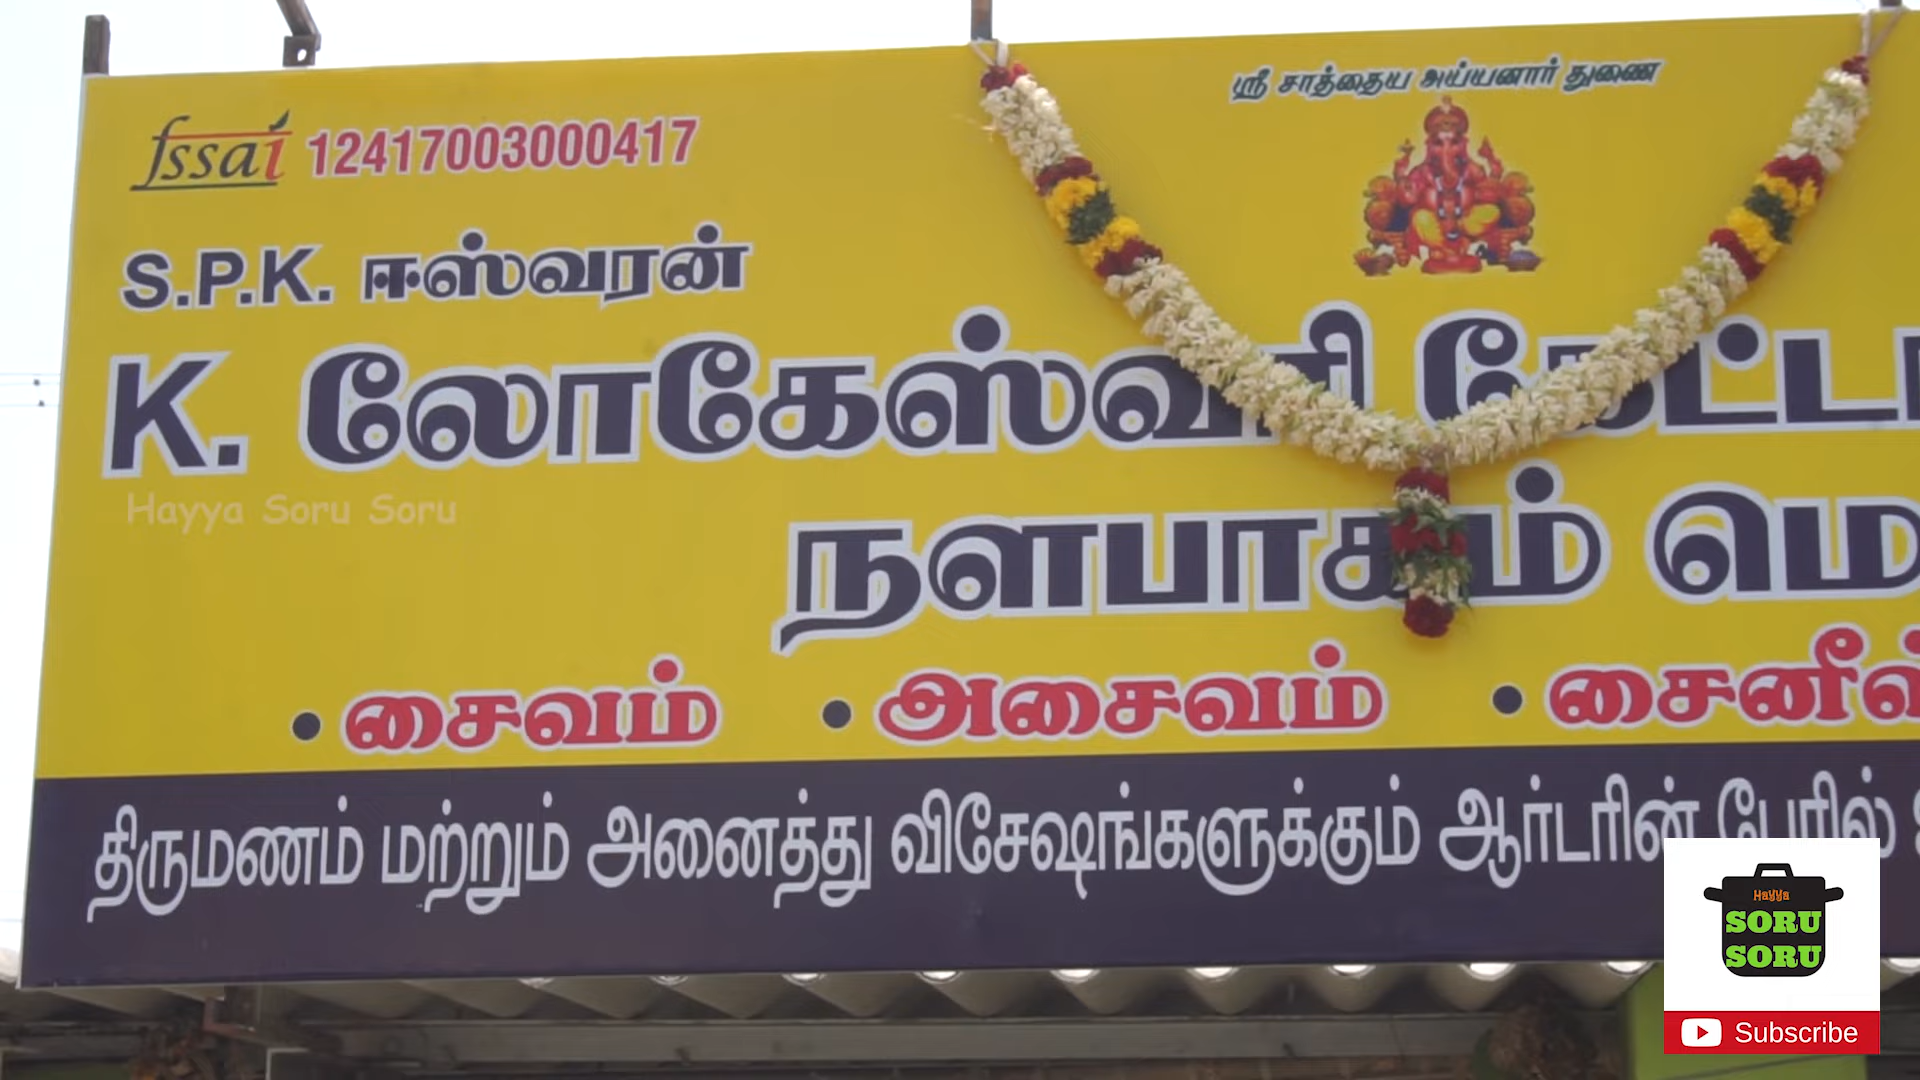 ஸ்ரீ சாத்தைய அய்யனார் துணை
fssai 12417003000417
S.P.K. ஈஸ்வரன்
K. லோகேஸ்வரி
Hayya Soru Soru
நளபாகம்
• சைவம் • அசைவம்
திருமணம் மற்றும் அனைத்து விசேஷங்களுக்கும் ஆர்டரின் பேரில்
Hayya
SORU
SORU
Subscribe